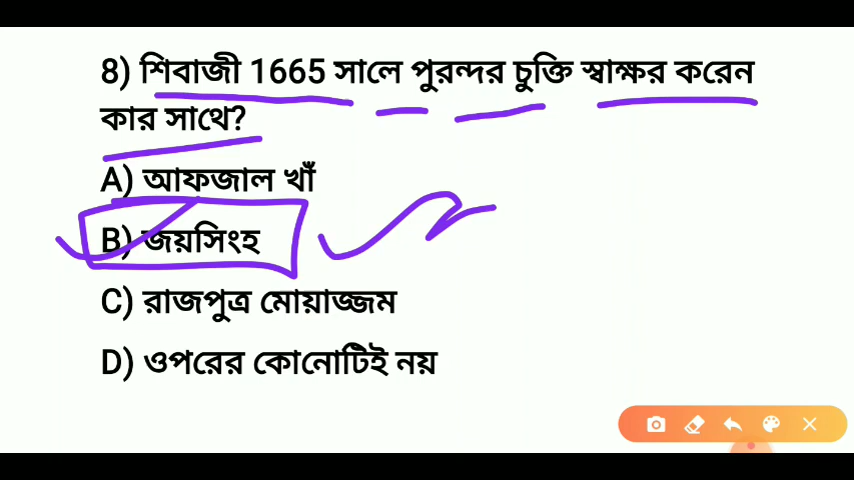 8) শিবাজী 1665 সালে পুরন্দর চুক্তি স্বাক্ষর করেন
কার সাথে?
A) আফজাল খাঁ
B) জয়সিংহ
C) রাজপুত্র মোয়াজ্জম
D) ওপরের কোনোটিই নয়